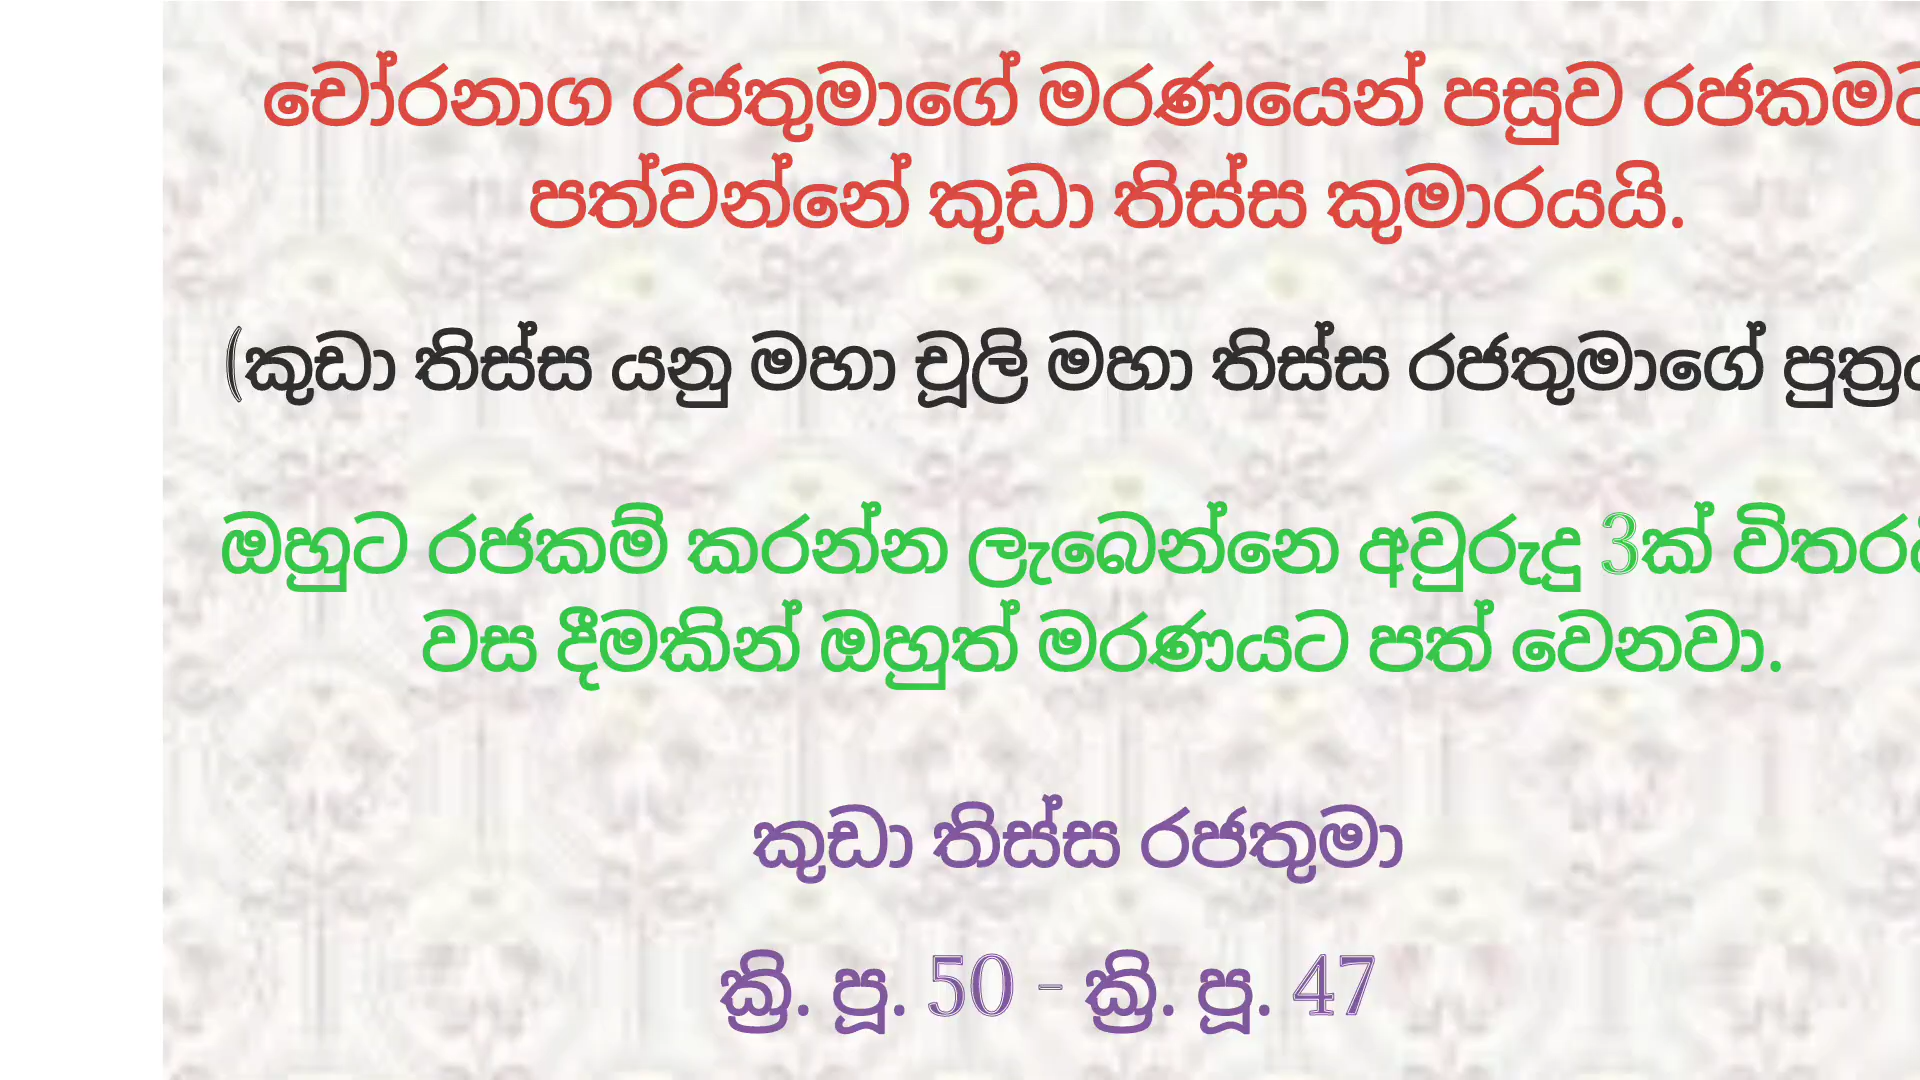 චෝරනාග රජතුමාගේ මරණයෙන් පසුව රජකමට
පත්වන්නේ කුඩා තිස්ස කුමාරයයි.
(කුඩා තිස්ස යනු මහා චූලි මහා තිස්ස රජතුමාගේ
ඔහුට රජකම් කරන්න ලැබෙන්නෙ අවුරුදු 3ක්
වස දීමකින් ඔහුත් මරණයට පත් වෙනවා.
කුඩා තිස්ස රජතුමා
ක්‍රි. පූ. 50 - ක්‍රි. පූ. 47